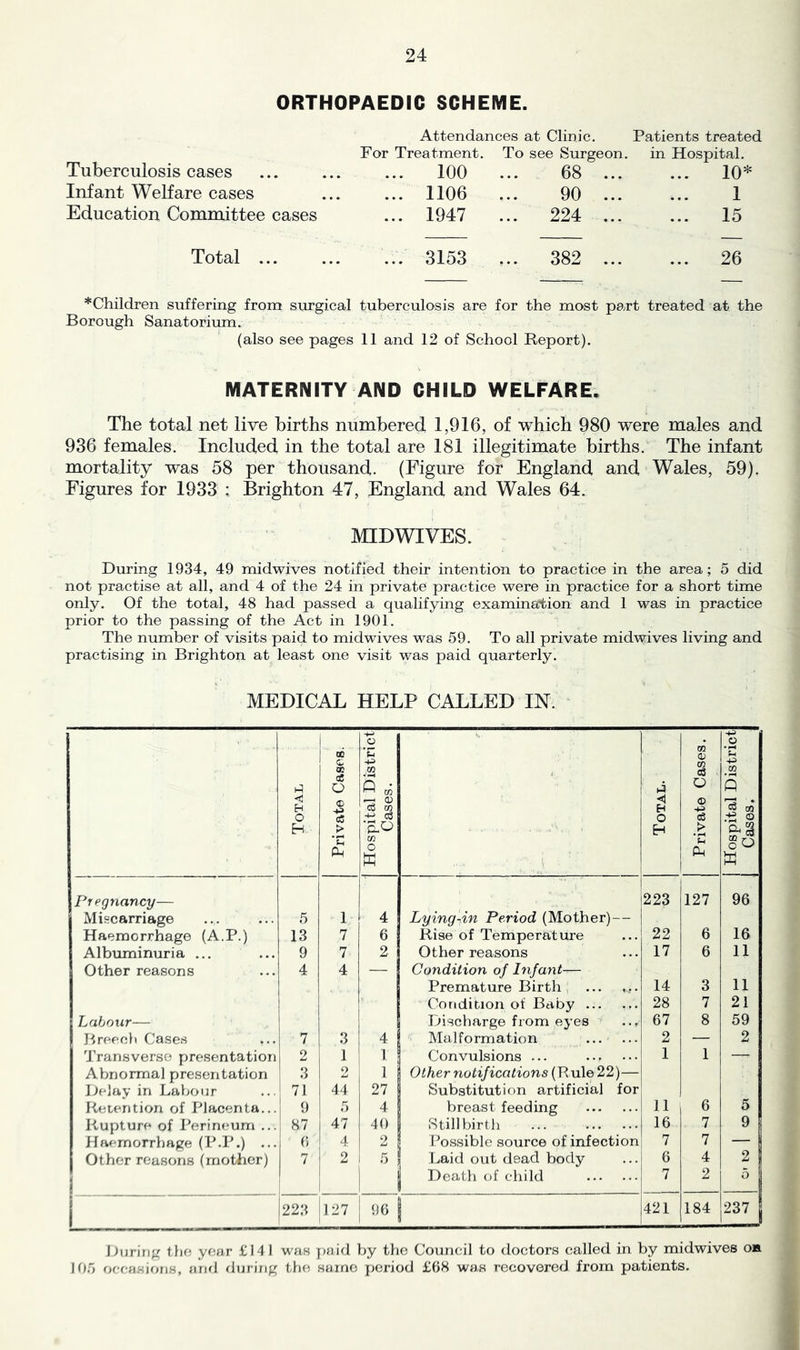 24
ORTHOPAEDIC SCHEME.
Attendances at Clinic. Patients treated
For Treatment. To see Surgeon. in Hospital.
Tuberculosis cases ... ... ... 100 ... 68 ... ... 10*
Infant Welfare cases ... ... 1106 ... 90 ... ... 1
Education Committee cases ... 1947 ... 224 ... ... 15
Total ... ... ... 3153 ... 382 ... ... 26
*Children suffering from surgical tuberculosis are for the most part treated at the
Borough Sanatorium.
(also see pages 11 and 12 of School Report).
MATERNITY AND CHILD WELFARE.
The total net live births numbered 1,916, of which 980 were males and
936 females. Included in the total are 181 illegitimate births. The infant
mortality was 58 per thousand. (Figure for England and Wales, 59).
Figures for 1933 : Brighton 47, England and Wales 64.
MIDWIVES.
During 1934, 49 midwives notified their intention to practice in the area; 5 did
not practise at all, and 4 of the 24 in private practice were in practice for a short time
only. Of the total, 48 had passed a qualifying examination and 1 was in practice
prior to the passing of the Act in 1901.
The number of visits paid to midwives was 59. To all private midwives living and
practising in Brighton at least one visit was paid quarterly.
MEDICAL HELP CALLED IN.
TOTAL Private Cases. Hospital District Cases. TOTAL. Private Cases. Hospital District Cases.
Pregnancy— 223 127 96
Miscarriage ... ... 5 1 4 Lying-in Period (Mother)—
Haemorrhage (A.P.) 13 7 6 Rise of Temperature ... 22 6 16
Albuminuria ... ... 9 7 2 Other reasons ... 17 6 11
Other reasons ... 4 4 — Condition of Infant—
Premature Birth ... ... 14 3 11
Condition of Baby ... ... 28 7 21
Labour— Discharge from eyes ... 67 8 59
Breech Cases ... 7 3 4 Malformation ... ... 2 — 2
Transverse presentation 2 1 1 Convulsions ... ... ... 1 1 —
Abnormal presentation 3 2 1 Other notifications (Rule 22)—
Delay in Labour ... 71 44 27 Substitution artificial for
Retention of Placenta... 9 5 4 breast feeding ... ... 11 6 5
Rupture of Perineum ... 87 47 40 Stillbirth ... ... ... 16 7 9
Haemorrhage (P.P.) ... 6 4 2 Possible source of infection 7 7 —
Other reasons (mother) 7 2 5 Laid out dead body ... 6 4 2
Death of child ... ... 7 2 5
223 127 96 421 184 237
During the year £141 was paid by the Council to doctors called in by midwives on
105 occasions, and during the same period £68 was recovered from patients.